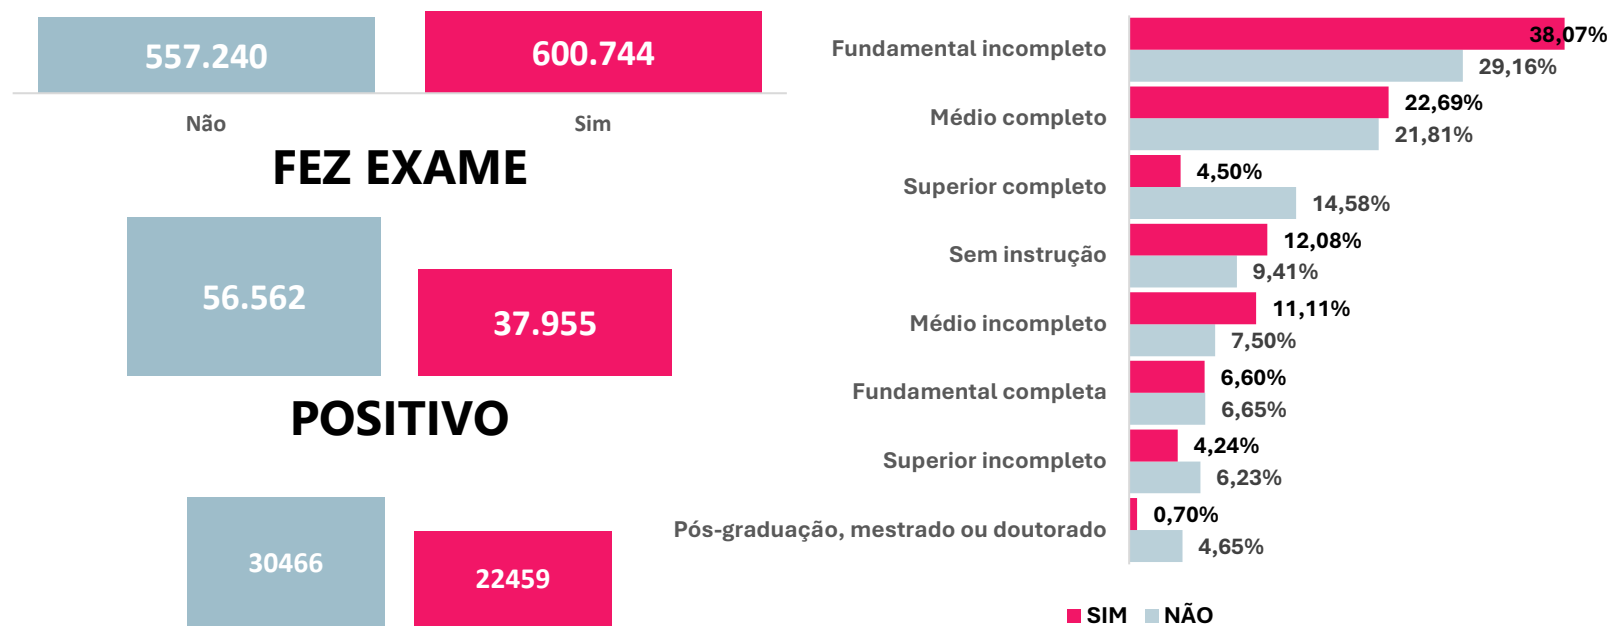 557.240
600.744
Não
Sim
FEZ EXAME
56.562
37.955
POSITIVO
30466
22459
Fundamental incompleto
38,07%
29,16%
Médio completo
22,69%
21,81%
Superior completo
4,50%
14,58%
Sem instrução
12,08%
9,41%
Médio incompleto
11,11%
7,50%
Fundamental completa
6,60%
6,65%
Superior incompleto
4,24%
6,23%
Pós-graduação, mestrado ou doutorado
0,70%
4,65%
SIM NÃO